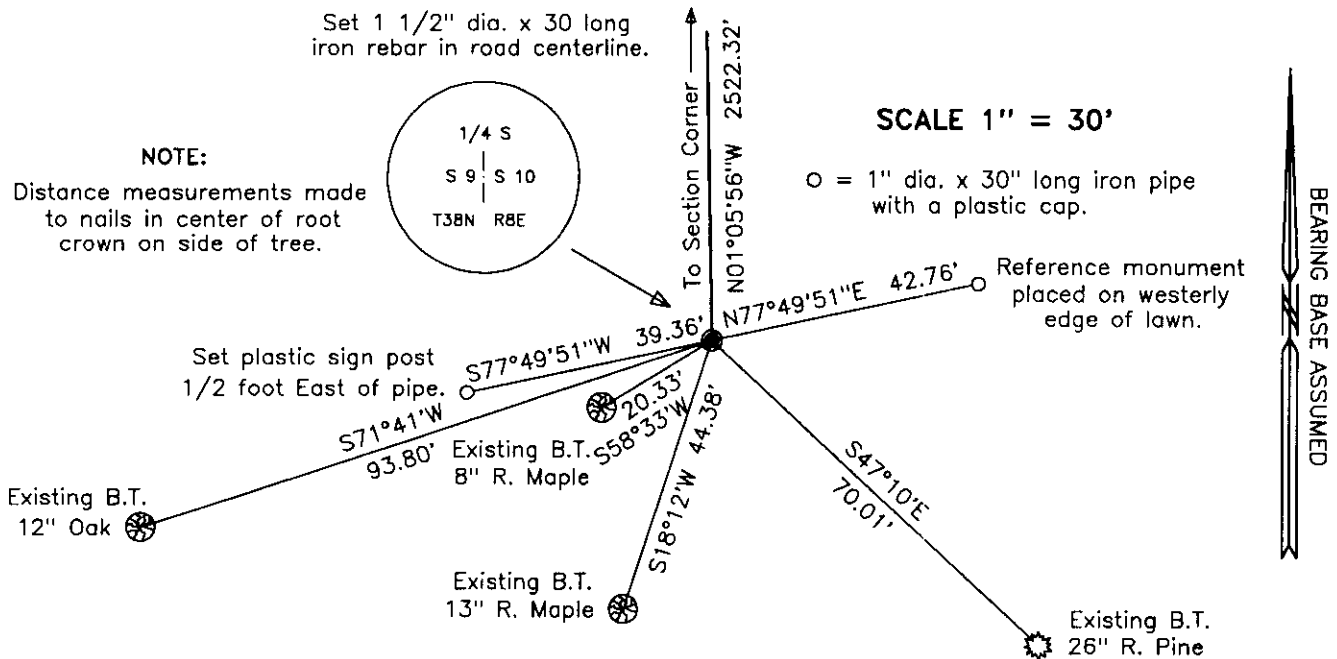 Set 1 1/2" dia. x 30 long
iron rebar in road centerline.
1/4 S
S 9 S 10
T38N R8E
NOTE:
Distance measurements made
to nails in center of root
crown on side of tree.
To Section Corner
N01°05'56"W 2522.32'
SCALE 1" = 30'
= 1" dia. x 30" long iron pipe
with a plastic cap.
BEARING BASE ASSUMED
N77°49'51"E 42.76'
Reference monument
placed on westerly
edge of lawn.
S77°49'51"W 39.36'
Set plastic sign post
1/2 foot East of pipe.
S71°41'W
93.80'
Existing B.T.
12" Oak
20.33'
S58°33'W
Existing B.T.
8" R. Maple
S18°12'W 44.38'
Existing B.T.
13" R. Maple
S47°10'E
70.01'
Existing B.T.
26" R. Pine